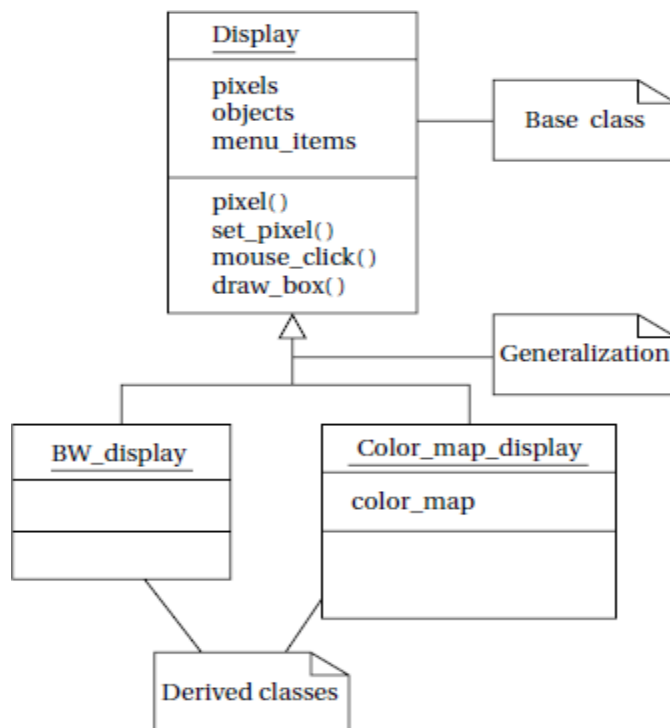 Display
pixels
objects
menu_items
Base class
pixel()
set_pixel()
mouse_click()
draw_box()
Generalization
BW_display
Color_map_display
color_map
Derived classes